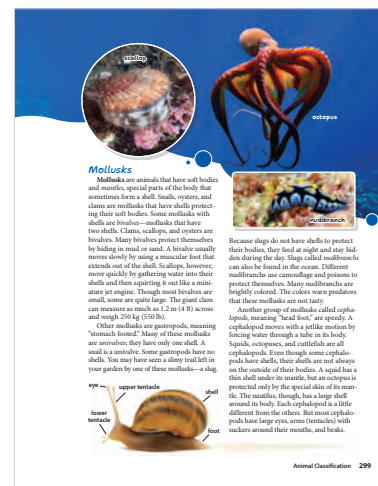 scallop
octopus
nudibranch
Mollusks
Mollusks are animals that have soft bodies
and mantles, special parts of the body that
sometimes form a shell. Snails, oysters, and
clams are mollusks that have shells protect-
ing their soft bodies. Some mollusks with
shells are bivalves—mollusks that have
two shells. Clams, scallops, and oysters are
bivalves. Many bivalves protect themselves
by hiding in mud or sand. A bivalve usually
moves slowly by using a muscular foot that
extends out of the shell. Scallops, however,
move quickly by gathering water into their
shells and then squirting it out like a mini-
ature jet engine. Though most bivalves are
small, some are quite large. The giant clam
can measure as much as 1.2 m (4 ft) across
and weigh 250 kg (550 lb).
Other mollusks are gastropods, meaning
“stomach footed.” Many of these mollusks
are univalves; they have only one shell. A
snail is a univalve. Some gastropods have no
shells. You may have seen a slimy trail left in
your garden by one of these mollusks—a slug.
eye
upper tentacle
shell
lower
tentacle
foot
Because slugs do not have shells to protect
their bodies, they feed at night and stay hid-
den during the day. Slugs called nudibranchs
can also be found in the ocean. Different
nudibranchs use camouflage and poisons to
protect themselves. Many nudibranchs are
brightly colored. The colors warn predators
that these mollusks are not tasty.
Another group of mollusks called cepha-
lopods, meaning “head foot,” are speedy. A
cephalopod moves with a jetlike motion by
forcing water through a tube in its body.
Squids, octopuses, and cuttlefish are all
cephalopods. Even though some cephalo-
pods have shells, their shells are not always
on the outside of their bodies. A squid has a
thin shell under its mantle, but an octopus is
protected only by the special skin of its man-
tle. The nautilus, though, has a large shell
around its body. Each cephalopod is a little
different from the others. But most cephalo-
pods have large eyes, arms (tentacles) with
suckers around their mouths, and beaks.
Animal Classification 299